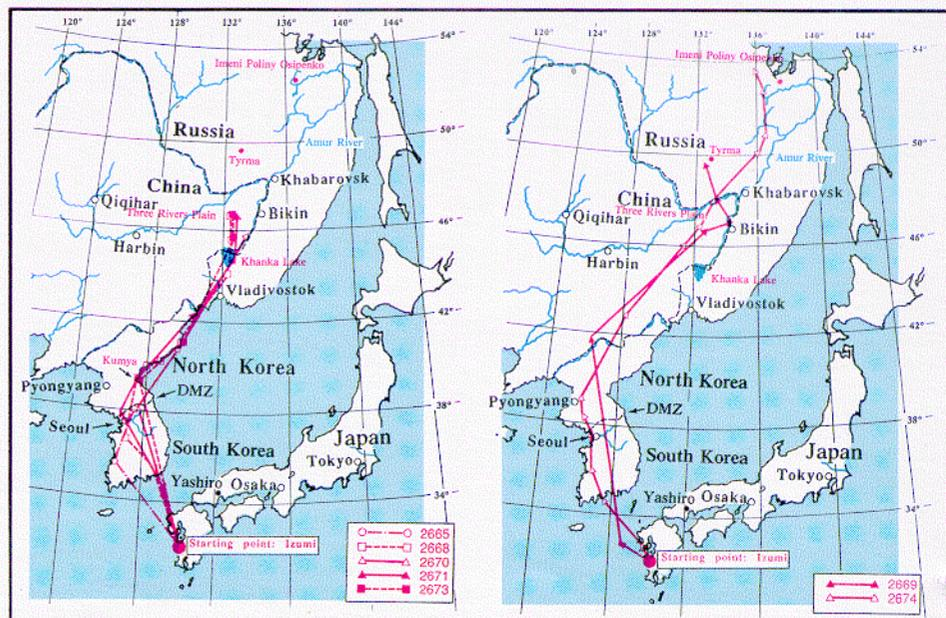 120° 124° 128° 132° 136° 140° 144°
54°
Imeni Poliny Osipenko
Russia
50°
Amur River
Tyrma
China
Khabarovsk
Qiqihar
Three Rivers Plain
Bikin
46°
Harbin
Khanka Lake
Vladivostok
42°
Kumya
North Korea
Pyongyang
DMZ
38°
Seoul
South Korea
Japan
Tokyo
Yashiro Osaka
34°
Starting point: Izumi
2665
2668
2670
2671
2673
120° 124° 128° 132° 136° 140° 144°
54°
Imeni Poliny Osipenko
Russia
50°
Tyrma
Amur River
China
Khabarovsk
Three Rivers Plain
Qiqihar
Bikin
46°
Harbin
Khanka Lake
Vladivostok
42°
North Korea
Pyongyang
DMZ
38°
Seoul
South Korea
Japan
Tokyo
Yashiro Osaka
34°
Starting point: Izumi
2669
2674